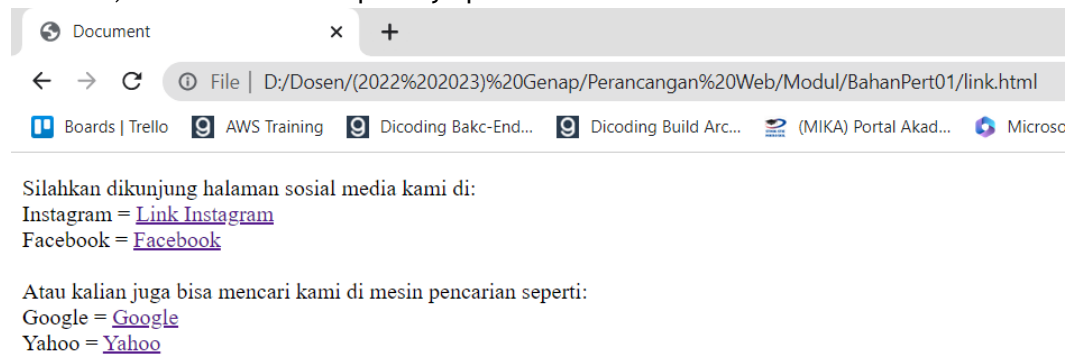 Document
File | D:/Dosen/(2022%202023)%20Genap/Perancangan%20Web/Modul/BahanPert01/link.html
Boards | Trello AWS Training Dicoding Bakc-End... Dicoding Build Arc... (MIKA) Portal Akad... Microso
Silahkan dikunjung halaman sosial media kami di:
Instagram = Link Instagram
Facebook = Facebook
Atau kalian juga bisa mencari kami di mesin pencarian seperti:
Google = Google
Yahoo = Yahoo